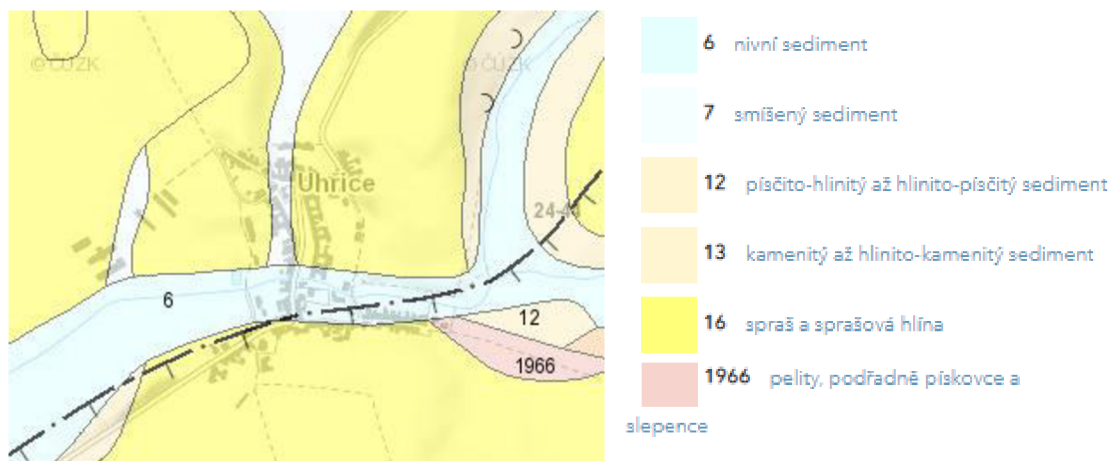 © ČÚZK
© ČÚZK
Uhřice
24-4
6
12
1966
6 nivní sediment
7 smíšený sediment
12 písčito-hlinitý až hlinito-písčitý sediment
13 kamenitý až hlinito-kamenitý sediment
16 spraš a sprašová hlína
1966 pelity, podřadně pískovce a
slepence